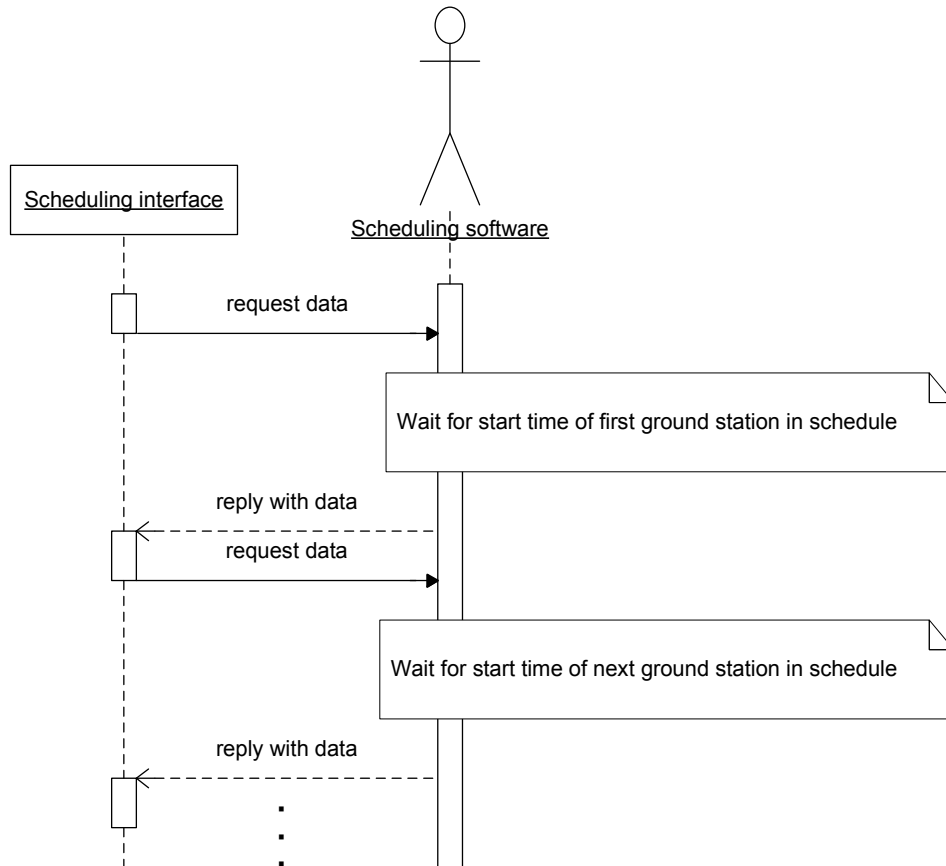 Scheduling interface
Scheduling software
request data
Wait for start time of first ground station in schedule
reply with data
request data
Wait for start time of next ground station in schedule
reply with data